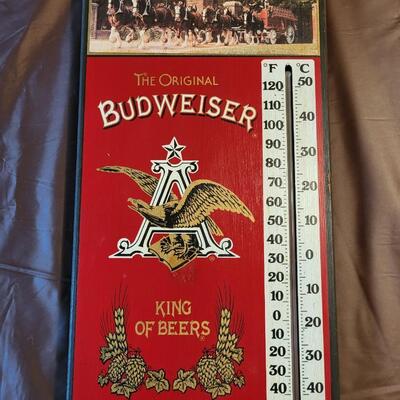 THE ORIGINAL
BUDWEISER
A
KING
OF BEERS
°F °C
120 50
110
100 40
90 30
80
70 20
60
50 10
40
30 0
20
10 10
0
10 20
20 30
30
40 40